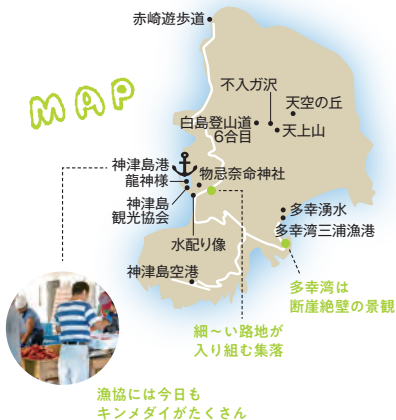 赤崎遊歩道
MAP
不入ガ沢
天空の丘
白島登山道
6合目
天上山
神津島港
龍神様
物忌奈命神社
神津島
観光協会
水配り像
多幸湧水
多幸湾三浦漁港
神津島空港
多幸湾は
断崖絶壁の景観
細〜い路地が
入り組む集落
漁協には今日も
キンメダイがたくさん